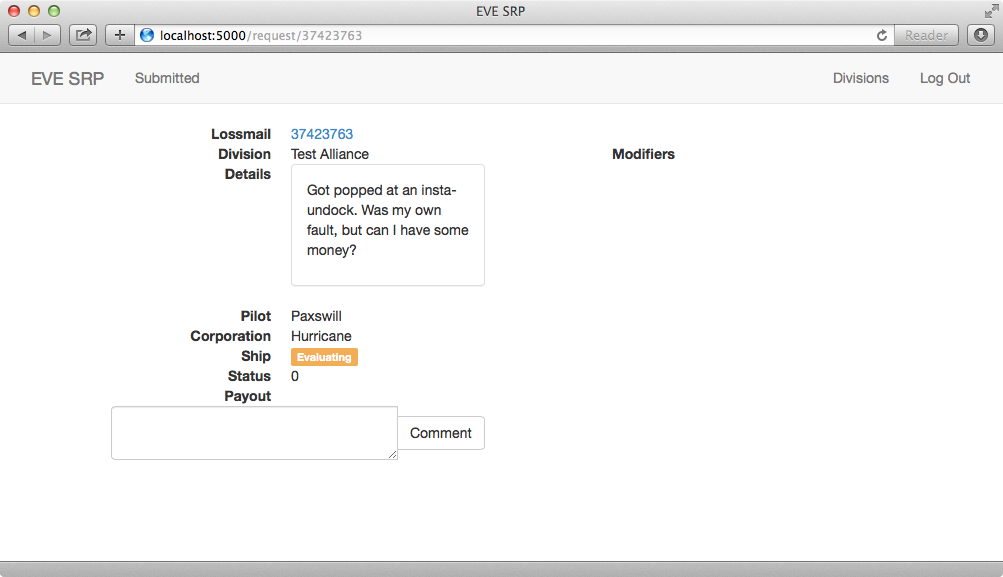 EVE SRP
localhost:5000/request/37423763
Reader
EVE SRP Submitted Divisions Log Out
Lossmail 37423763
Division Test Alliance Modifiers
Details
Got popped at an insta-
undock. Was my own
fault, but can I have some
money?
Pilot Paxswill
Corporation Hurricane
Ship Evaluating
Status 0
Payout
Comment